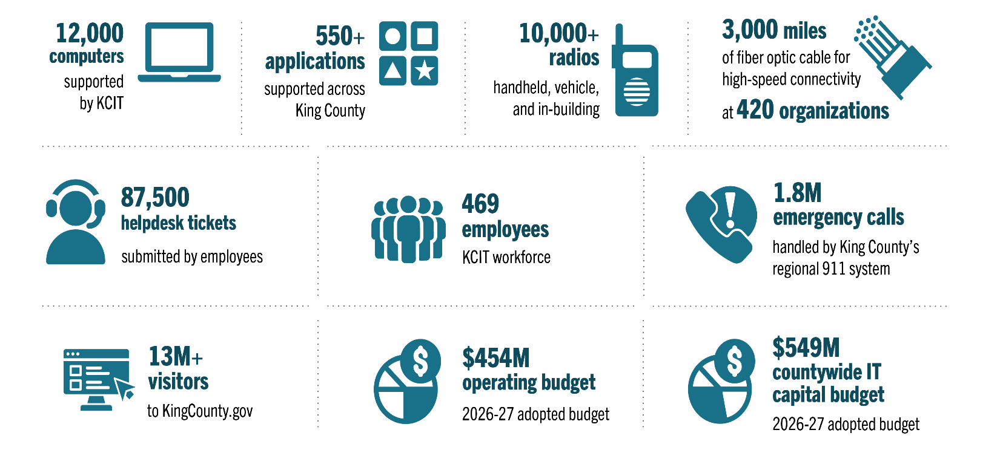 12,000
computers
supported
by KCIT
550+
applications
supported across
King County
10,000+
radios
handheld, vehicle,
and in-building
3,000 miles
of fiber optic cable for
high-speed connectivity
at 420 organizations
87,500
helpdesk tickets
submitted by employees
469
employees
KCIT workforce
1.8M
emergency calls
handled by King County’s
regional 911 system
13M+
visitors
to KingCounty.gov
$454M
operating budget
2026-27 adopted budget
$549M
countywide IT
capital budget
2026-27 adopted budget